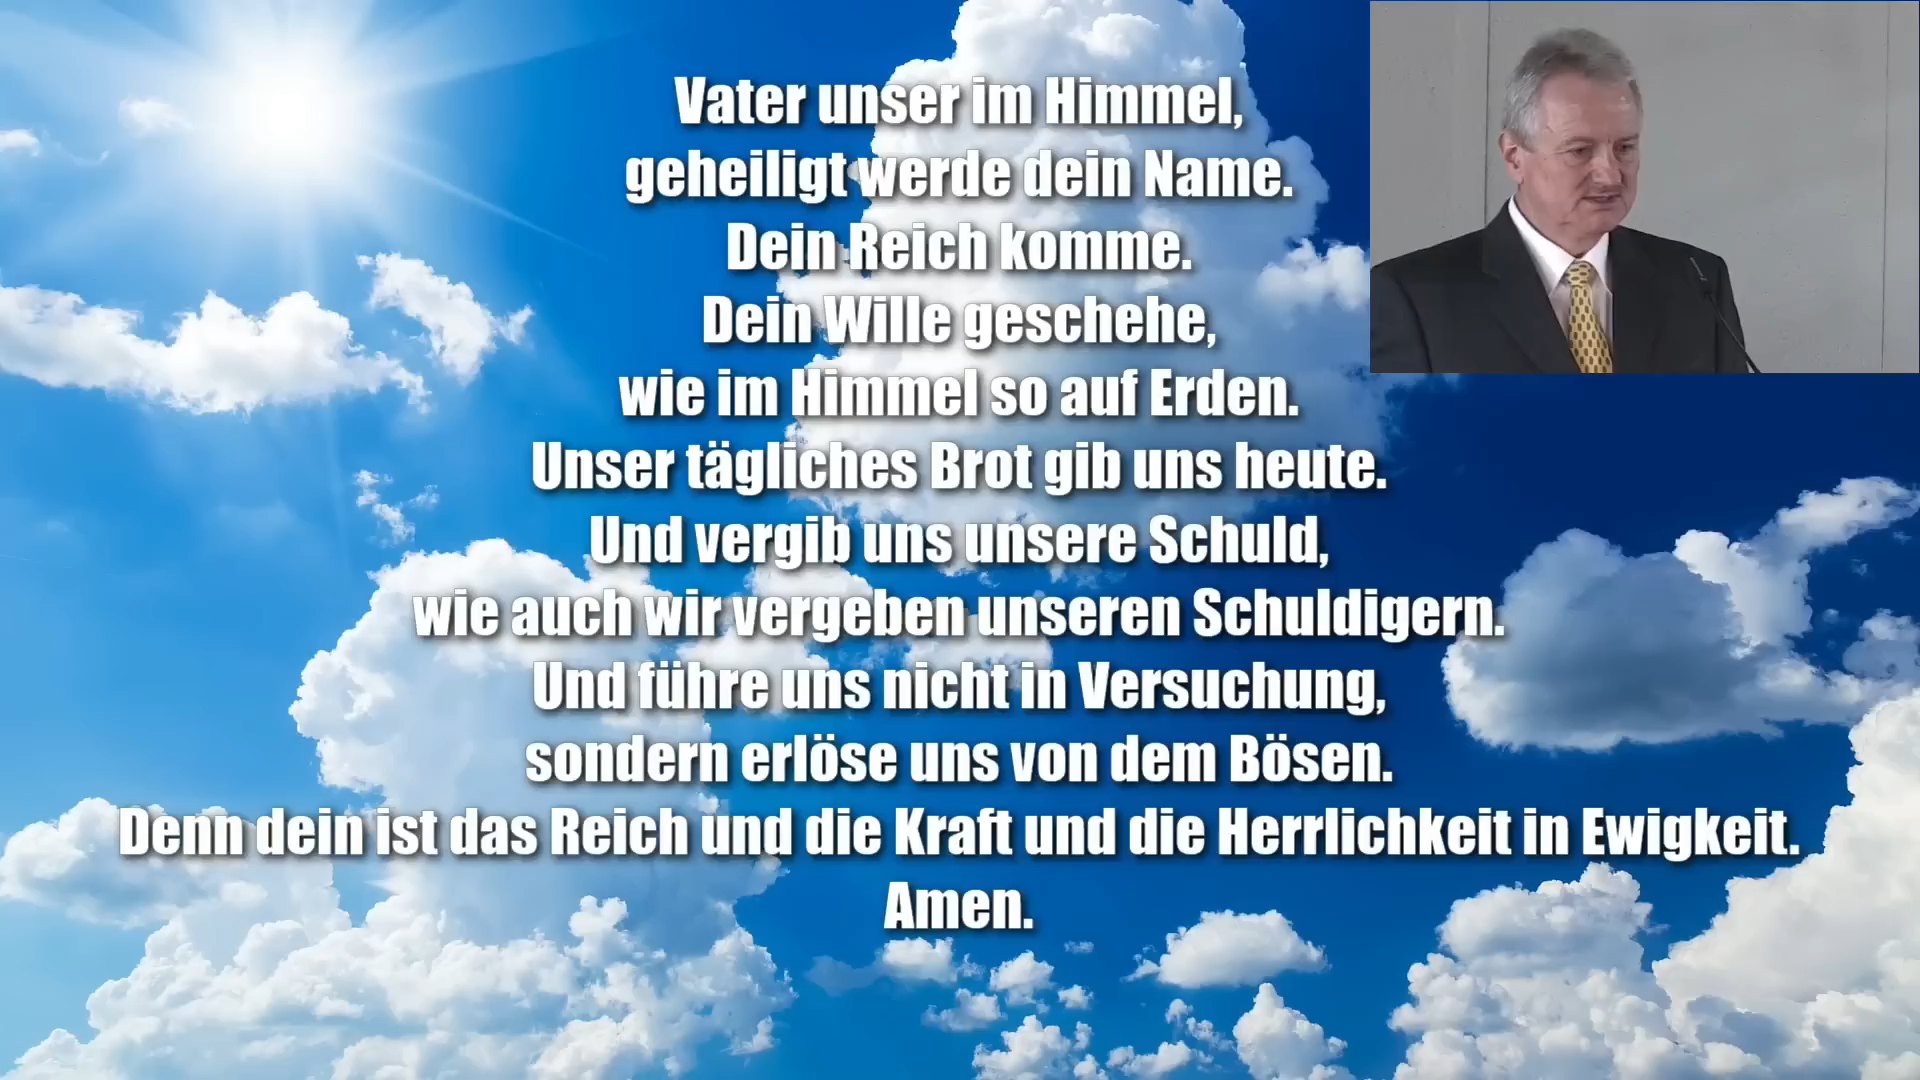 Vater unser im Himmel,
geheiligt werde dein Name.
Dein Reich komme.
Dein Wille geschehe,
wie im Himmel so auf Erden.
Unser tägliches Brot gib uns heute.
Und vergib uns unsere Schuld,
wie auch wir vergeben unseren Schuldigern.
Und führe uns nicht in Versuchung,
sondern erlöse uns von dem Bösen.
Denn dein ist das Reich und die Kraft und die Herrlichkeit in Ewigkeit.
Amen.